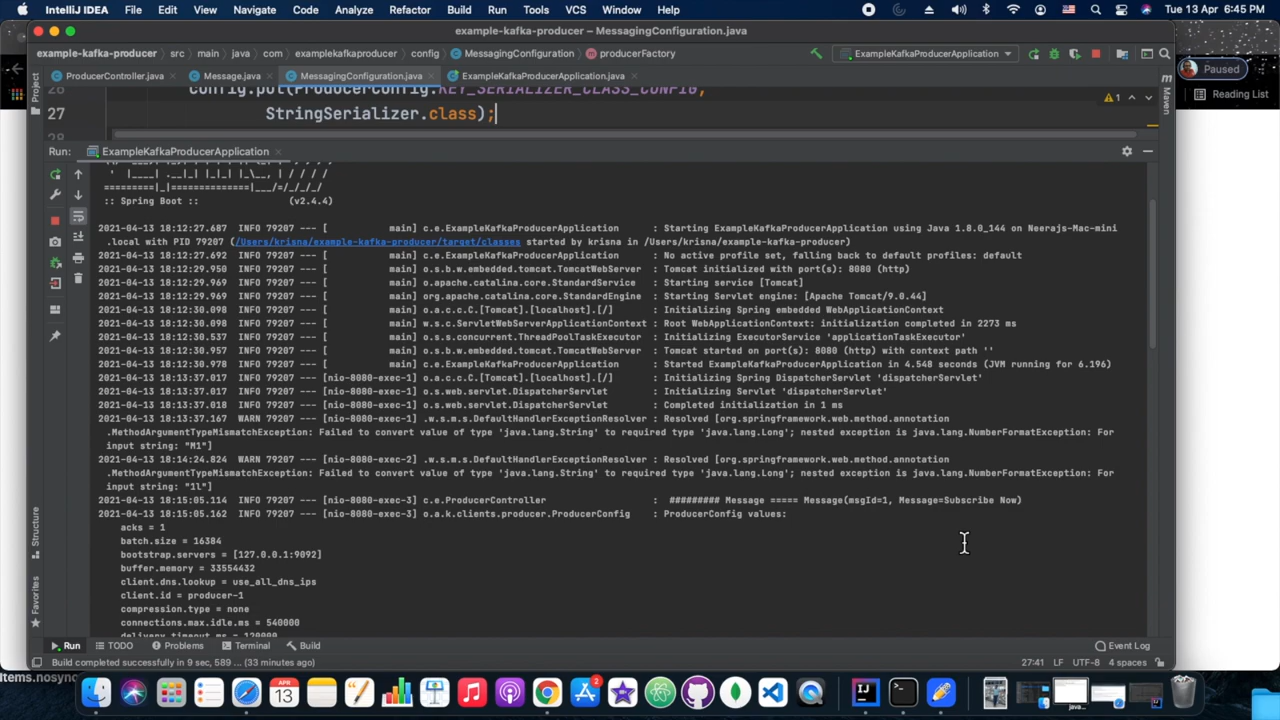 IntelliJ IDEA File Edit View Navigate Code Analyze Refactor Build Run Tools VCS Window Help Tue 13 Apr 6:45 PM
example-kafka-producer – MessagingConfiguration.java
example-kafka-producer src main java com examplekafkaproducer config MessagingConfiguration producerFactory ExampleKafkaProducerApplication
Paused
ProducerController.java Message.java MessagingConfiguration.java ExampleKafkaProducerApplication.java
Reading List
26 config.put(ProducerConfig.KEY_SERIALIZER_CLASS_CONFIG,
1
27 StringSerializer.class);
28
Project
Maven
Run: ExampleKafkaProducerApplication
:: Spring Boot :: (v2.4.4)
2021-04-13 18:12:27.687 INFO 79207 --- [ main] c.e.ExampleKafkaProducerApplication : Starting ExampleKafkaProducerApplication using Java 1.8.0_144 on Neerajs-Mac-mini
.local with PID 79207 (/Users/krisna/example-kafka-producer/target/classes started by krisna in /Users/krisna/example-kafka-producer)
2021-04-13 18:12:27.692 INFO 79207 --- [ main] c.e.ExampleKafkaProducerApplication : No active profile set, falling back to default profiles: default
2021-04-13 18:12:29.950 INFO 79207 --- [ main] o.s.b.w.embedded.tomcat.TomcatWebServer : Tomcat initialized with port(s): 8080 (http)
2021-04-13 18:12:29.969 INFO 79207 --- [ main] o.apache.catalina.core.StandardService : Starting service [Tomcat]
2021-04-13 18:12:29.969 INFO 79207 --- [ main] org.apache.catalina.core.StandardEngine : Starting Servlet engine: [Apache Tomcat/9.0.44]
2021-04-13 18:12:30.098 INFO 79207 --- [ main] o.a.c.c.C.[Tomcat].[localhost].[/] : Initializing Spring embedded WebApplicationContext
2021-04-13 18:12:30.098 INFO 79207 --- [ main] w.s.c.ServletWebServerApplicationContext : Root WebApplicationContext: initialization completed in 2273 ms
2021-04-13 18:12:30.537 INFO 79207 --- [ main] o.s.s.concurrent.ThreadPoolTaskExecutor : Initializing ExecutorService 'applicationTaskExecutor'
2021-04-13 18:12:30.957 INFO 79207 --- [ main] o.s.b.w.embedded.tomcat.TomcatWebServer : Tomcat started on port(s): 8080 (http) with context path ''
2021-04-13 18:12:30.978 INFO 79207 --- [ main] c.e.ExampleKafkaProducerApplication : Started ExampleKafkaProducerApplication in 4.548 seconds (JVM running for 6.196)
2021-04-13 18:13:37.017 INFO 79207 --- [nio-8080-exec-1] o.a.c.c.C.[Tomcat].[localhost].[/] : Initializing Spring DispatcherServlet 'dispatcherServlet'
2021-04-13 18:13:37.017 INFO 79207 --- [nio-8080-exec-1] o.s.web.servlet.DispatcherServlet : Initializing Servlet 'dispatcherServlet'
2021-04-13 18:13:37.018 INFO 79207 --- [nio-8080-exec-1] o.s.web.servlet.DispatcherServlet : Completed initialization in 1 ms
2021-04-13 18:13:37.167 WARN 79207 --- [nio-8080-exec-1] .w.s.m.s.DefaultHandlerExceptionResolver : Resolved [org.springframework.web.method.annotation
.MethodArgumentTypeMismatchException: Failed to convert value of type 'java.lang.String' to required type 'java.lang.Long'; nested exception is java.lang.NumberFormatException: For
input string: "M1"]
2021-04-13 18:14:24.824 WARN 79207 --- [nio-8080-exec-2] .w.s.m.s.DefaultHandlerExceptionResolver : Resolved [org.springframework.web.method.annotation
.MethodArgumentTypeMismatchException: Failed to convert value of type 'java.lang.String' to required type 'java.lang.Long'; nested exception is java.lang.NumberFormatException: For
input string: "1l"]
2021-04-13 18:15:05.114 INFO 79207 --- [nio-8080-exec-3] c.e.ProducerController : ######### Message ===== Message(msgId=1, Message=Subscribe Now)
2021-04-13 18:15:05.162 INFO 79207 --- [nio-8080-exec-3] o.a.k.clients.producer.ProducerConfig : ProducerConfig values:
acks = 1
batch.size = 16384
bootstrap.servers = [127.0.0.1:9092]
buffer.memory = 33554432
client.dns.lookup = use_all_dns_ips
client.id = producer-1
compression.type = none
connections.max.idle.ms = 540000
delivery.timeout.ms = 120000
Structure
Favorites
Run TODO Problems Terminal Build Event Log
Build completed successfully in 9 sec, 589 ... (33 minutes ago) 27:41 LF UTF-8 4 spaces
Items.nosync
APR
13
2
java